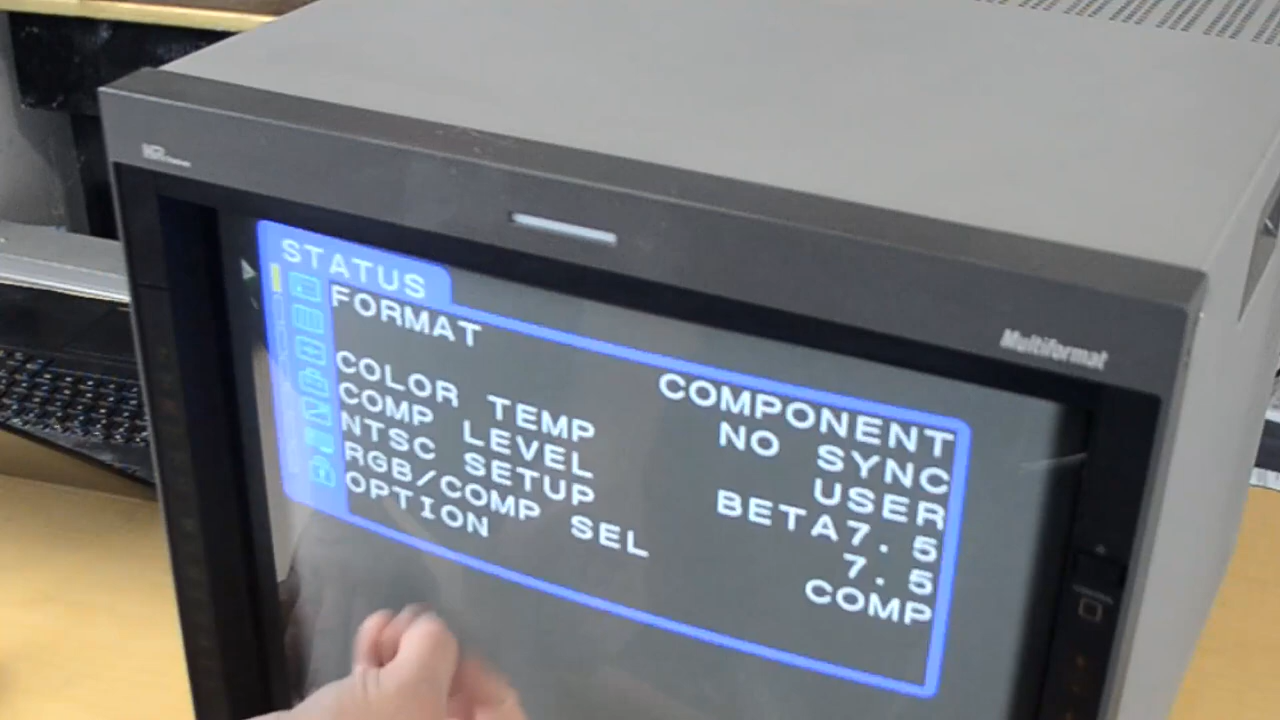 Multiformat
STATUS
FORMAT COMPONENT
NO SYNC
COLOR TEMP USER
COMP LEVEL BETA7.5
NTSC SETUP 7.5
RGB/COMP SEL COMP
OPTION